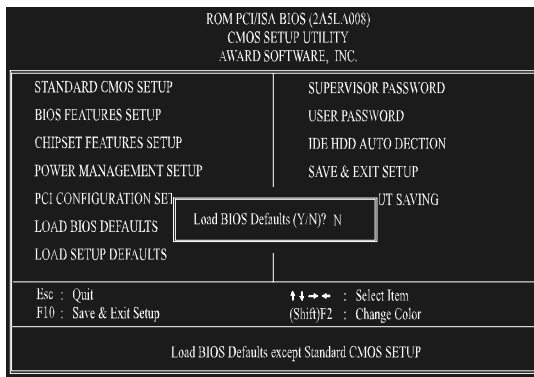 ROM PCI/ISA BIOS (2A5LA008)
CMOS SETUP UTILITY
AWARD SOFTWARE, INC.
STANDARD CMOS SETUP
BIOS FEATURES SETUP
CHIPSET FEATURES SETUP
POWER MANAGEMENT SETUP
PCI CONFIGURATION SET
LOAD BIOS DEFAULTS
LOAD SETUP DEFAULTS
SUPERVISOR PASSWORD
USER PASSWORD
IDE HDD AUTO DECTION
SAVE & EXIT SETUP
UT SAVING
Load BIOS Defaults (Y/N)? N
Esc : Quit
F10 : Save & Exit Setup
↑ ↓ → ← : Select Item
(Shift)F2 : Change Color
Load BIOS Defaults except Standard CMOS SETUP